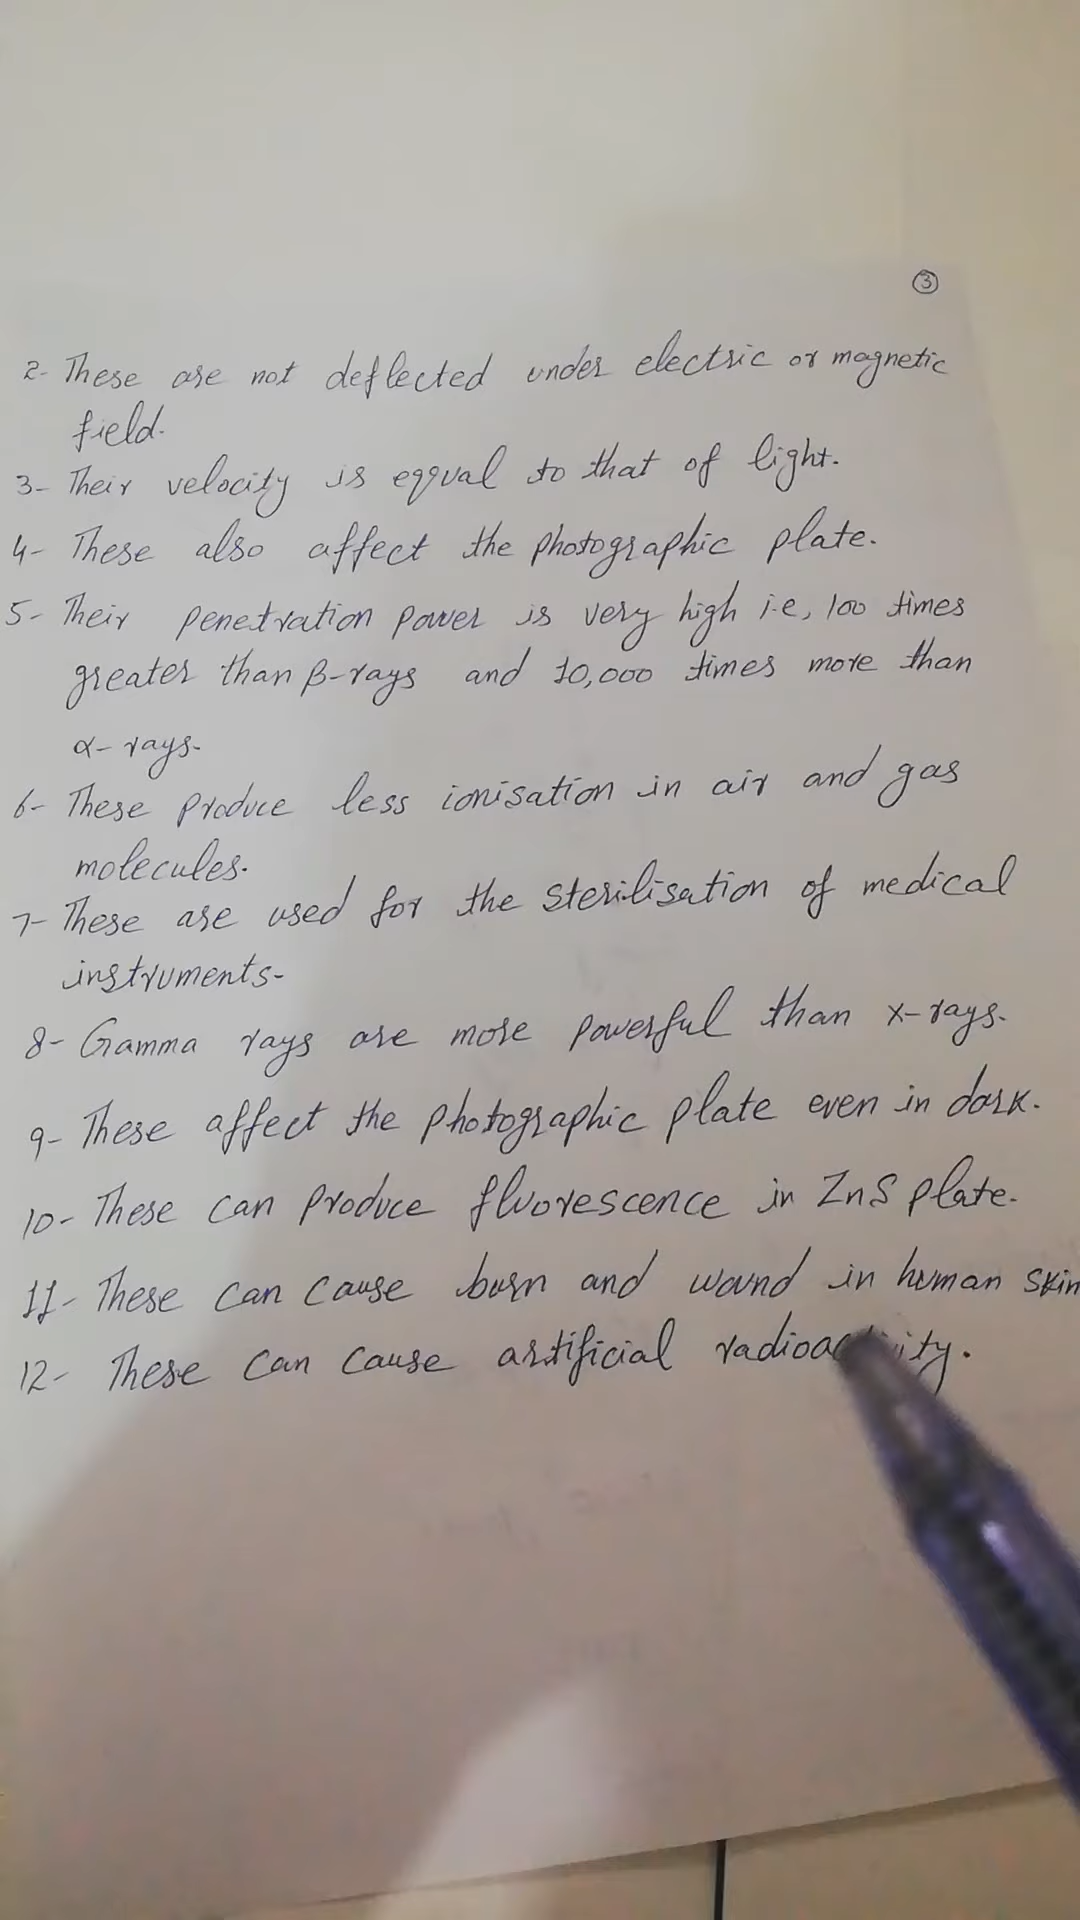 3
2- These are not deflected under electric or magnetic
field.
3- Their velocity is eqqual to that of light.
4- These also affect the photographic plate.
5- Their penetration power is very high i.e, 100 times
greater than β-rays and 10,000 times more than
α- rays-
6- These produce less ionisation in air and gas
molecules.
7- These are used for the sterilisation of medical
instruments-
8- Gamma rays are more powerful than x-rays.
9- These affect the photographic plate even in dark.
10- These can produce fluorescence in ZnS plate.
11- These can cause burn and wound in human skin
12- These can cause artificial radioactivity.